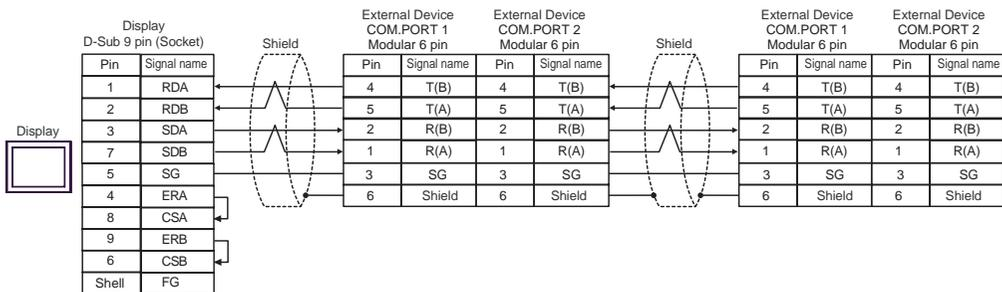 Display
D-Sub 9 pin (Socket)
Shield
External Device
COM.PORT 1
Modular 6 pin
External Device
COM.PORT 2
Modular 6 pin
Shield
External Device
COM.PORT 1
Modular 6 pin
External Device
COM.PORT 2
Modular 6 pin
Pin Signal name Pin Signal name Pin Signal name Pin Signal name Pin Signal name
1 RDA 4 T(B) 4 T(B) 4 T(B) 4 T(B)
2 RDB 5 T(A) 5 T(A) 5 T(A) 5 T(A)
Display
3 SDA 2 R(B) 2 R(B) 2 R(B) 2 R(B)
7 SDB 1 R(A) 1 R(A) 1 R(A) 1 R(A)
5 SG 3 SG 3 SG 3 SG 3 SG
4 ERA 6 Shield 6 Shield 6 Shield 6 Shield
8 CSA
9 ERB
6 CSB
Shell FG